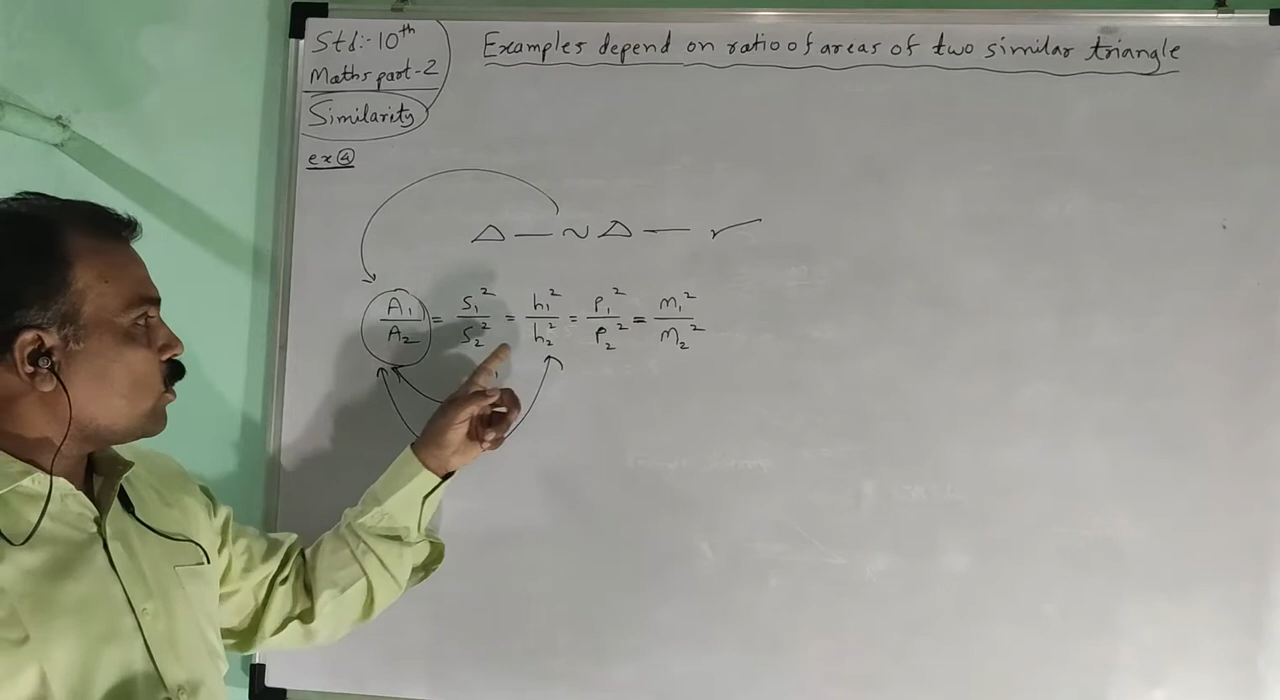 Std:- 10th
Maths part-2
Similarity
Examples depend on ratio of areas of two similar triangle
ex ④
△ — ~ △ — ✓
A₁/A₂ = S₁²/S₂² = h₁²/h₂² = P₁²/P₂² = m₁²/m₂²